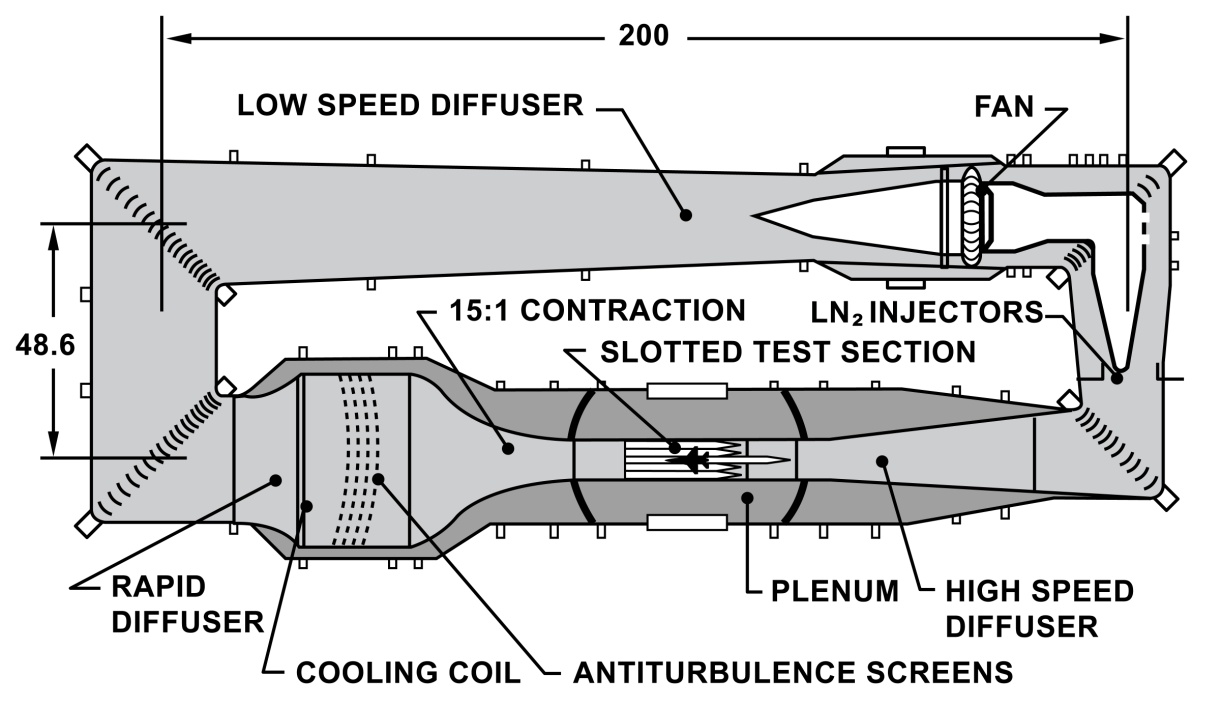 200
LOW SPEED DIFFUSER
FAN
15:1 CONTRACTION
LN₂ INJECTORS
48.6
SLOTTED TEST SECTION
RAPID
DIFFUSER
PLENUM
HIGH SPEED
DIFFUSER
COOLING COIL
ANTITURBULENCE SCREENS